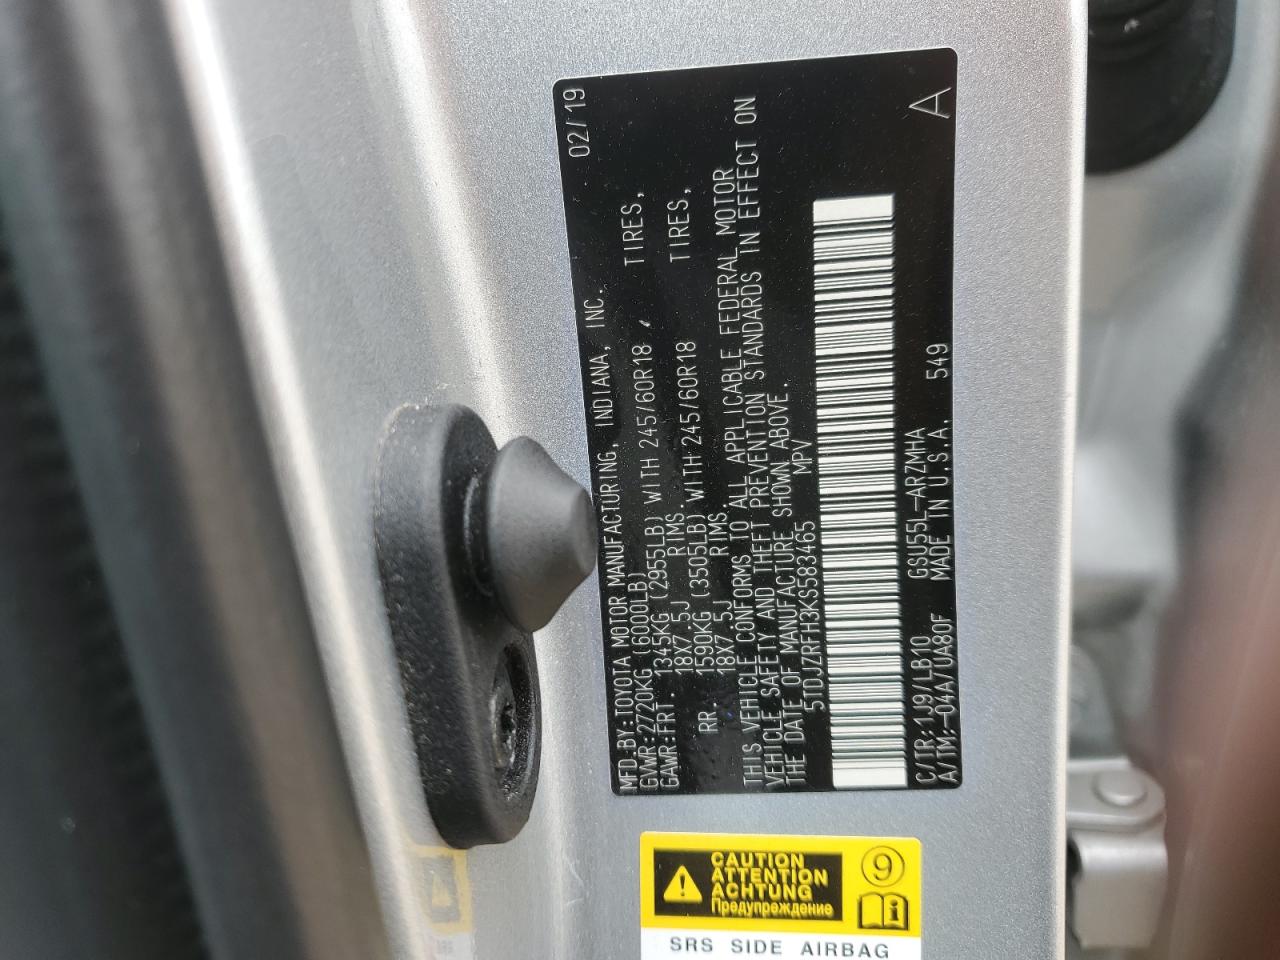 MFD.BY:TOYOTA MOTOR MANUFACTURING, INDIANA, INC. 02/19
GVWR:2720KG (6000LB)
GAWR:FRT. 1345KG (2955LB) WITH 245/60R18 TIRES,
18X7.5J RIMS.
RR. 1590KG (3505LB) WITH 245/60R18 TIRES,
18X7.5J RIMS.
THIS VEHICLE CONFORMS TO ALL APPLICABLE FEDERAL MOTOR
VEHICLE SAFETY AND THEFT PREVENTION STANDARDS IN EFFECT ON
THE DATE OF MANUFACTURE SHOWN ABOVE.
5TDJZRFH3KS583465 MPV
C/TR:1J9/LB10 GSU55L-ARZMHA
A/TM:-04A/UA80F MADE IN U.S.A. 549 A
CAUTION
ATTENTION
ACHTUNG
Предупреждение
9
i
SRS SIDE AIRBAG